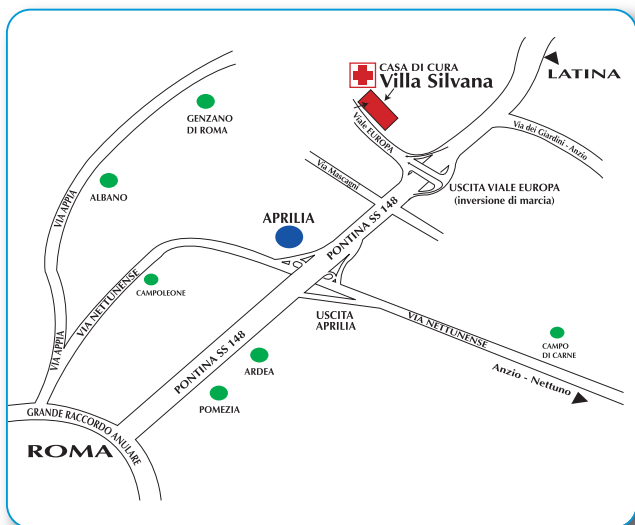 CASA DI CURA
Villa Silvana
LATINA
GENZANO
DI ROMA
Viale EUROPA
Via dei Giardini - Anzio
Via Mascagni
ALBANO
USCITA VIALE EUROPA
(inversione di marcia)
VIA APPIA
APRILIA
PONTINA SS 148
CAMPOLEONE
VIA NETTUNENSE
USCITA
APRILIA
VIA NETTUNENSE
VIA APPIA
CAMPO
DI CARNE
PONTINA SS 148
ARDEA
Anzio - Nettuno
POMEZIA
GRANDE RACCORDO ANULARE
ROMA